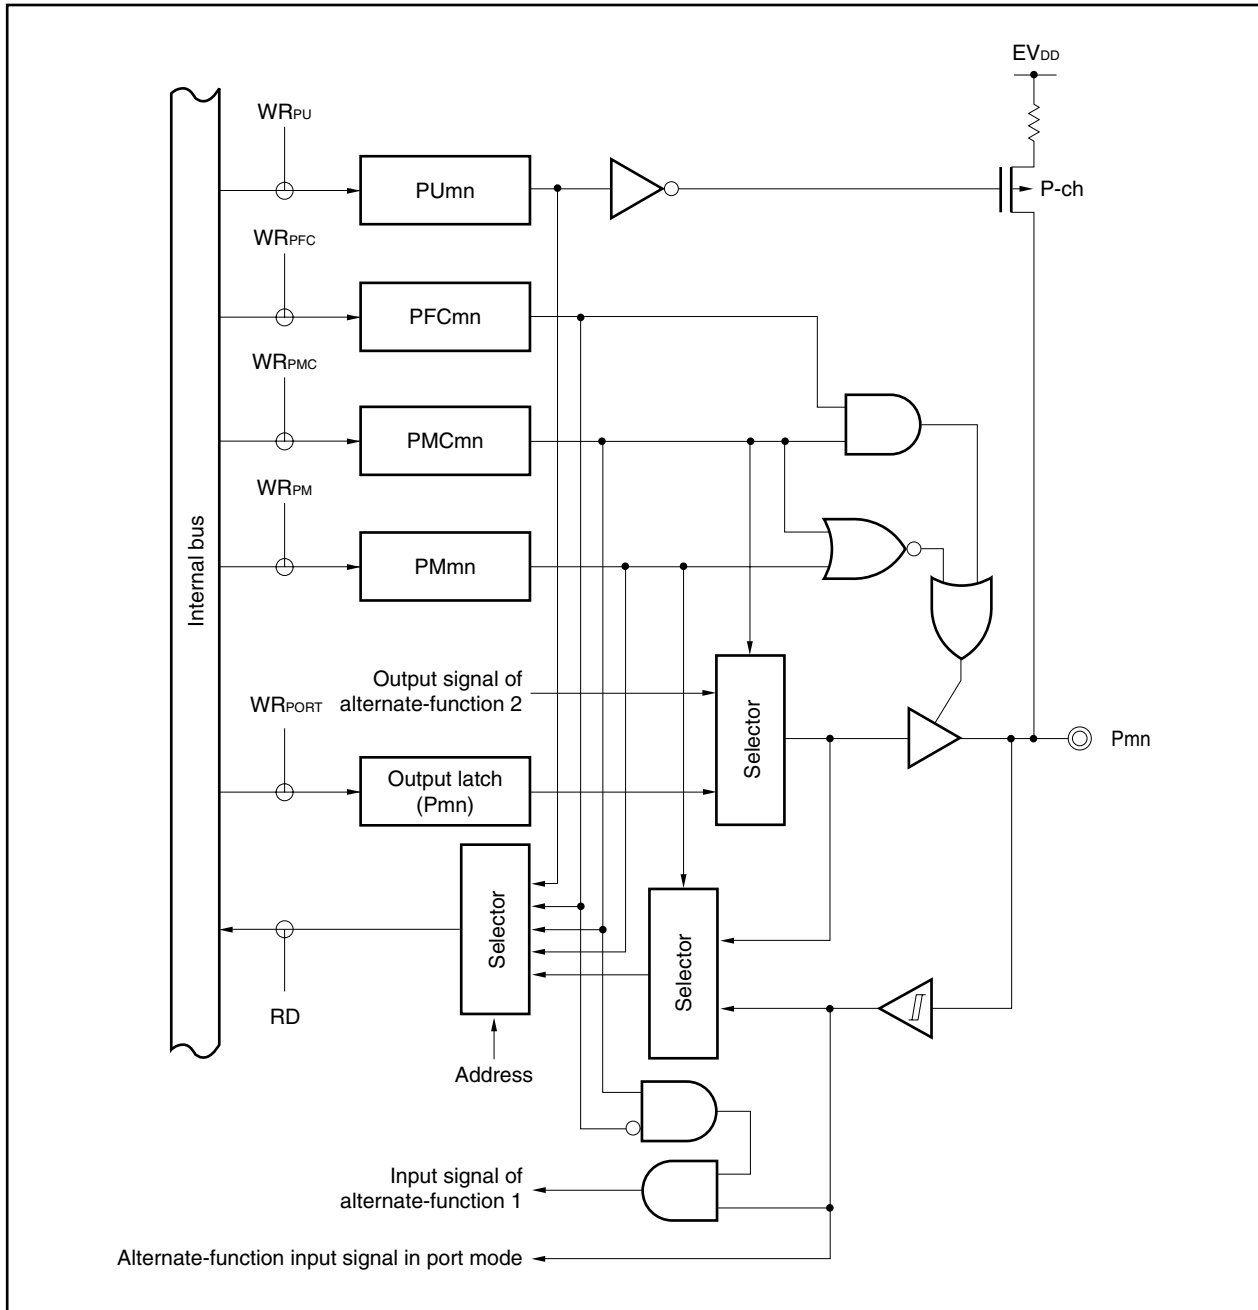 EVDD
WRPU
PUmn
P-ch
WRPFC
PFCmn
WRPMC
PMCmn
WRPM
PMmn
Internal bus
Output signal of
alternate-function 2
WRPORT
Output latch
(Pmn)
Selector
Pmn
Selector
Selector
RD
Address
Input signal of
alternate-function 1
Alternate-function input signal in port mode